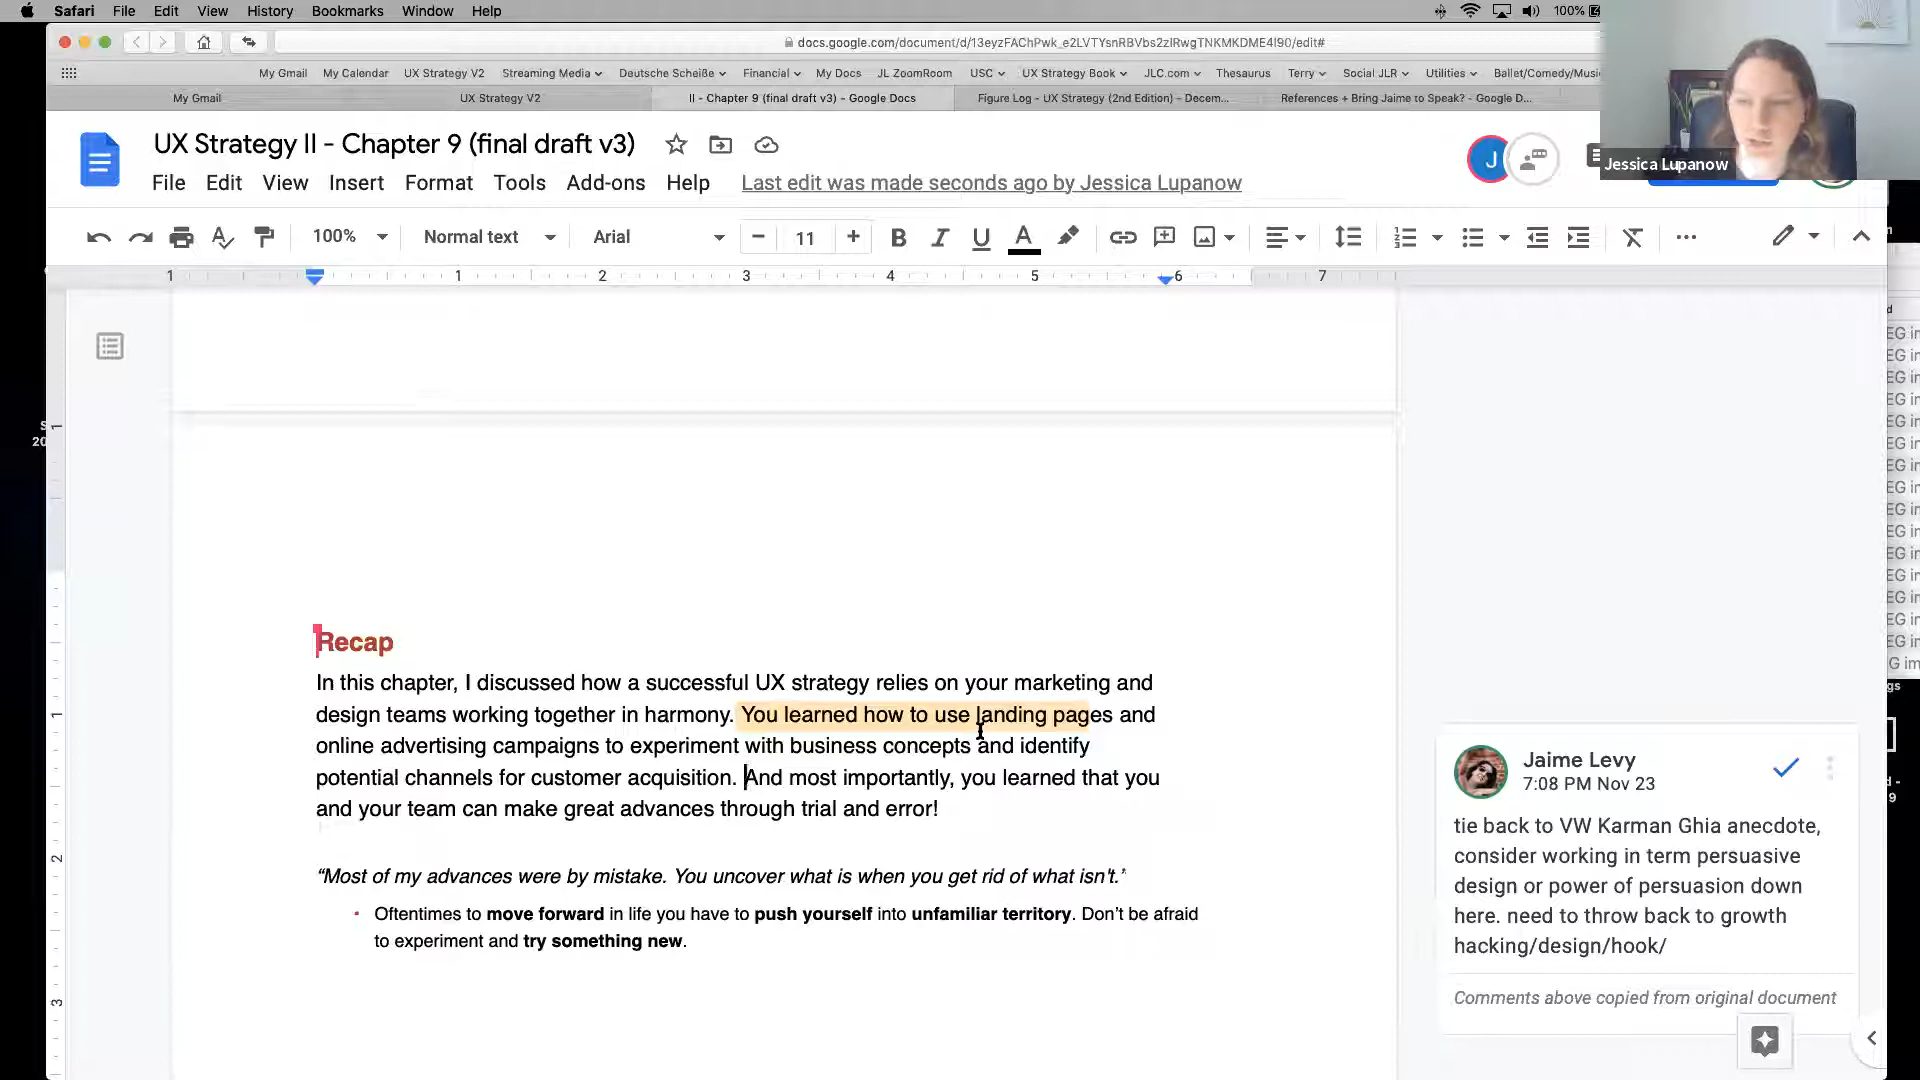 Safari File Edit View History Bookmarks Window Help 100%
docs.google.com/document/d/13eyzFAChPwk_e2LVTYsnRBVbs2zlRwgTNKMKDME4l90/edit#
My Gmail My Calendar UX Strategy V2 Streaming Media Deutsche Scheiße Financial My Docs JL ZoomRoom USC UX Strategy Book JLC.com Thesaurus Terry Social JLR Utilities Ballet/Comedy/Music
My Gmail UX Strategy V2 II - Chapter 9 (final draft v3) - Google Docs Figure Log - UX Strategy (2nd Edition) - Decem... References + Bring Jaime to Speak? - Google D...
UX Strategy II - Chapter 9 (final draft v3)
J
Jessica Lupanow
File Edit View Insert Format Tools Add-ons Help Last edit was made seconds ago by Jessica Lupanow
100% Normal text Arial 11 B I U A
1 1 2 3 4 5 6 7
Recap
In this chapter, I discussed how a successful UX strategy relies on your marketing and
design teams working together in harmony. You learned how to use landing pages and
online advertising campaigns to experiment with business concepts and identify
potential channels for customer acquisition. And most importantly, you learned that you
and your team can make great advances through trial and error!
“Most of my advances were by mistake. You uncover what is when you get rid of what isn't.”
Oftentimes to move forward in life you have to push yourself into unfamiliar territory. Don’t be afraid
to experiment and try something new.
Jaime Levy
7:08 PM Nov 23
tie back to VW Karman Ghia anecdote,
consider working in term persuasive
design or power of persuasion down
here. need to throw back to growth
hacking/design/hook/
Comments above copied from original document